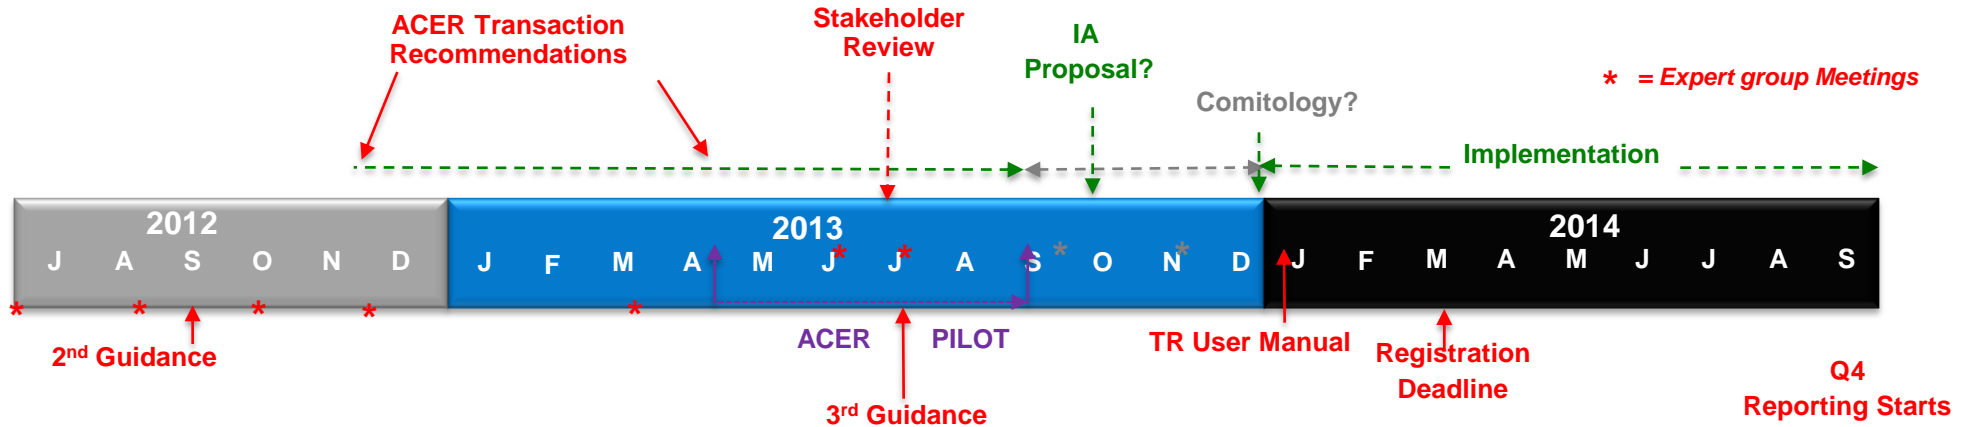 ACER Transaction
Recommendations
Stakeholder
Review
IA
Proposal?
Comitology?
* = Expert group Meetings
Implementation
2012
J A S O N D
2013
J F M A M J J A S O N D
2014
J F M A M J J A S
* * * * *
* * * *
2nd Guidance
ACER PILOT
3rd Guidance
TR User Manual
Registration
Deadline
Q4
Reporting Starts